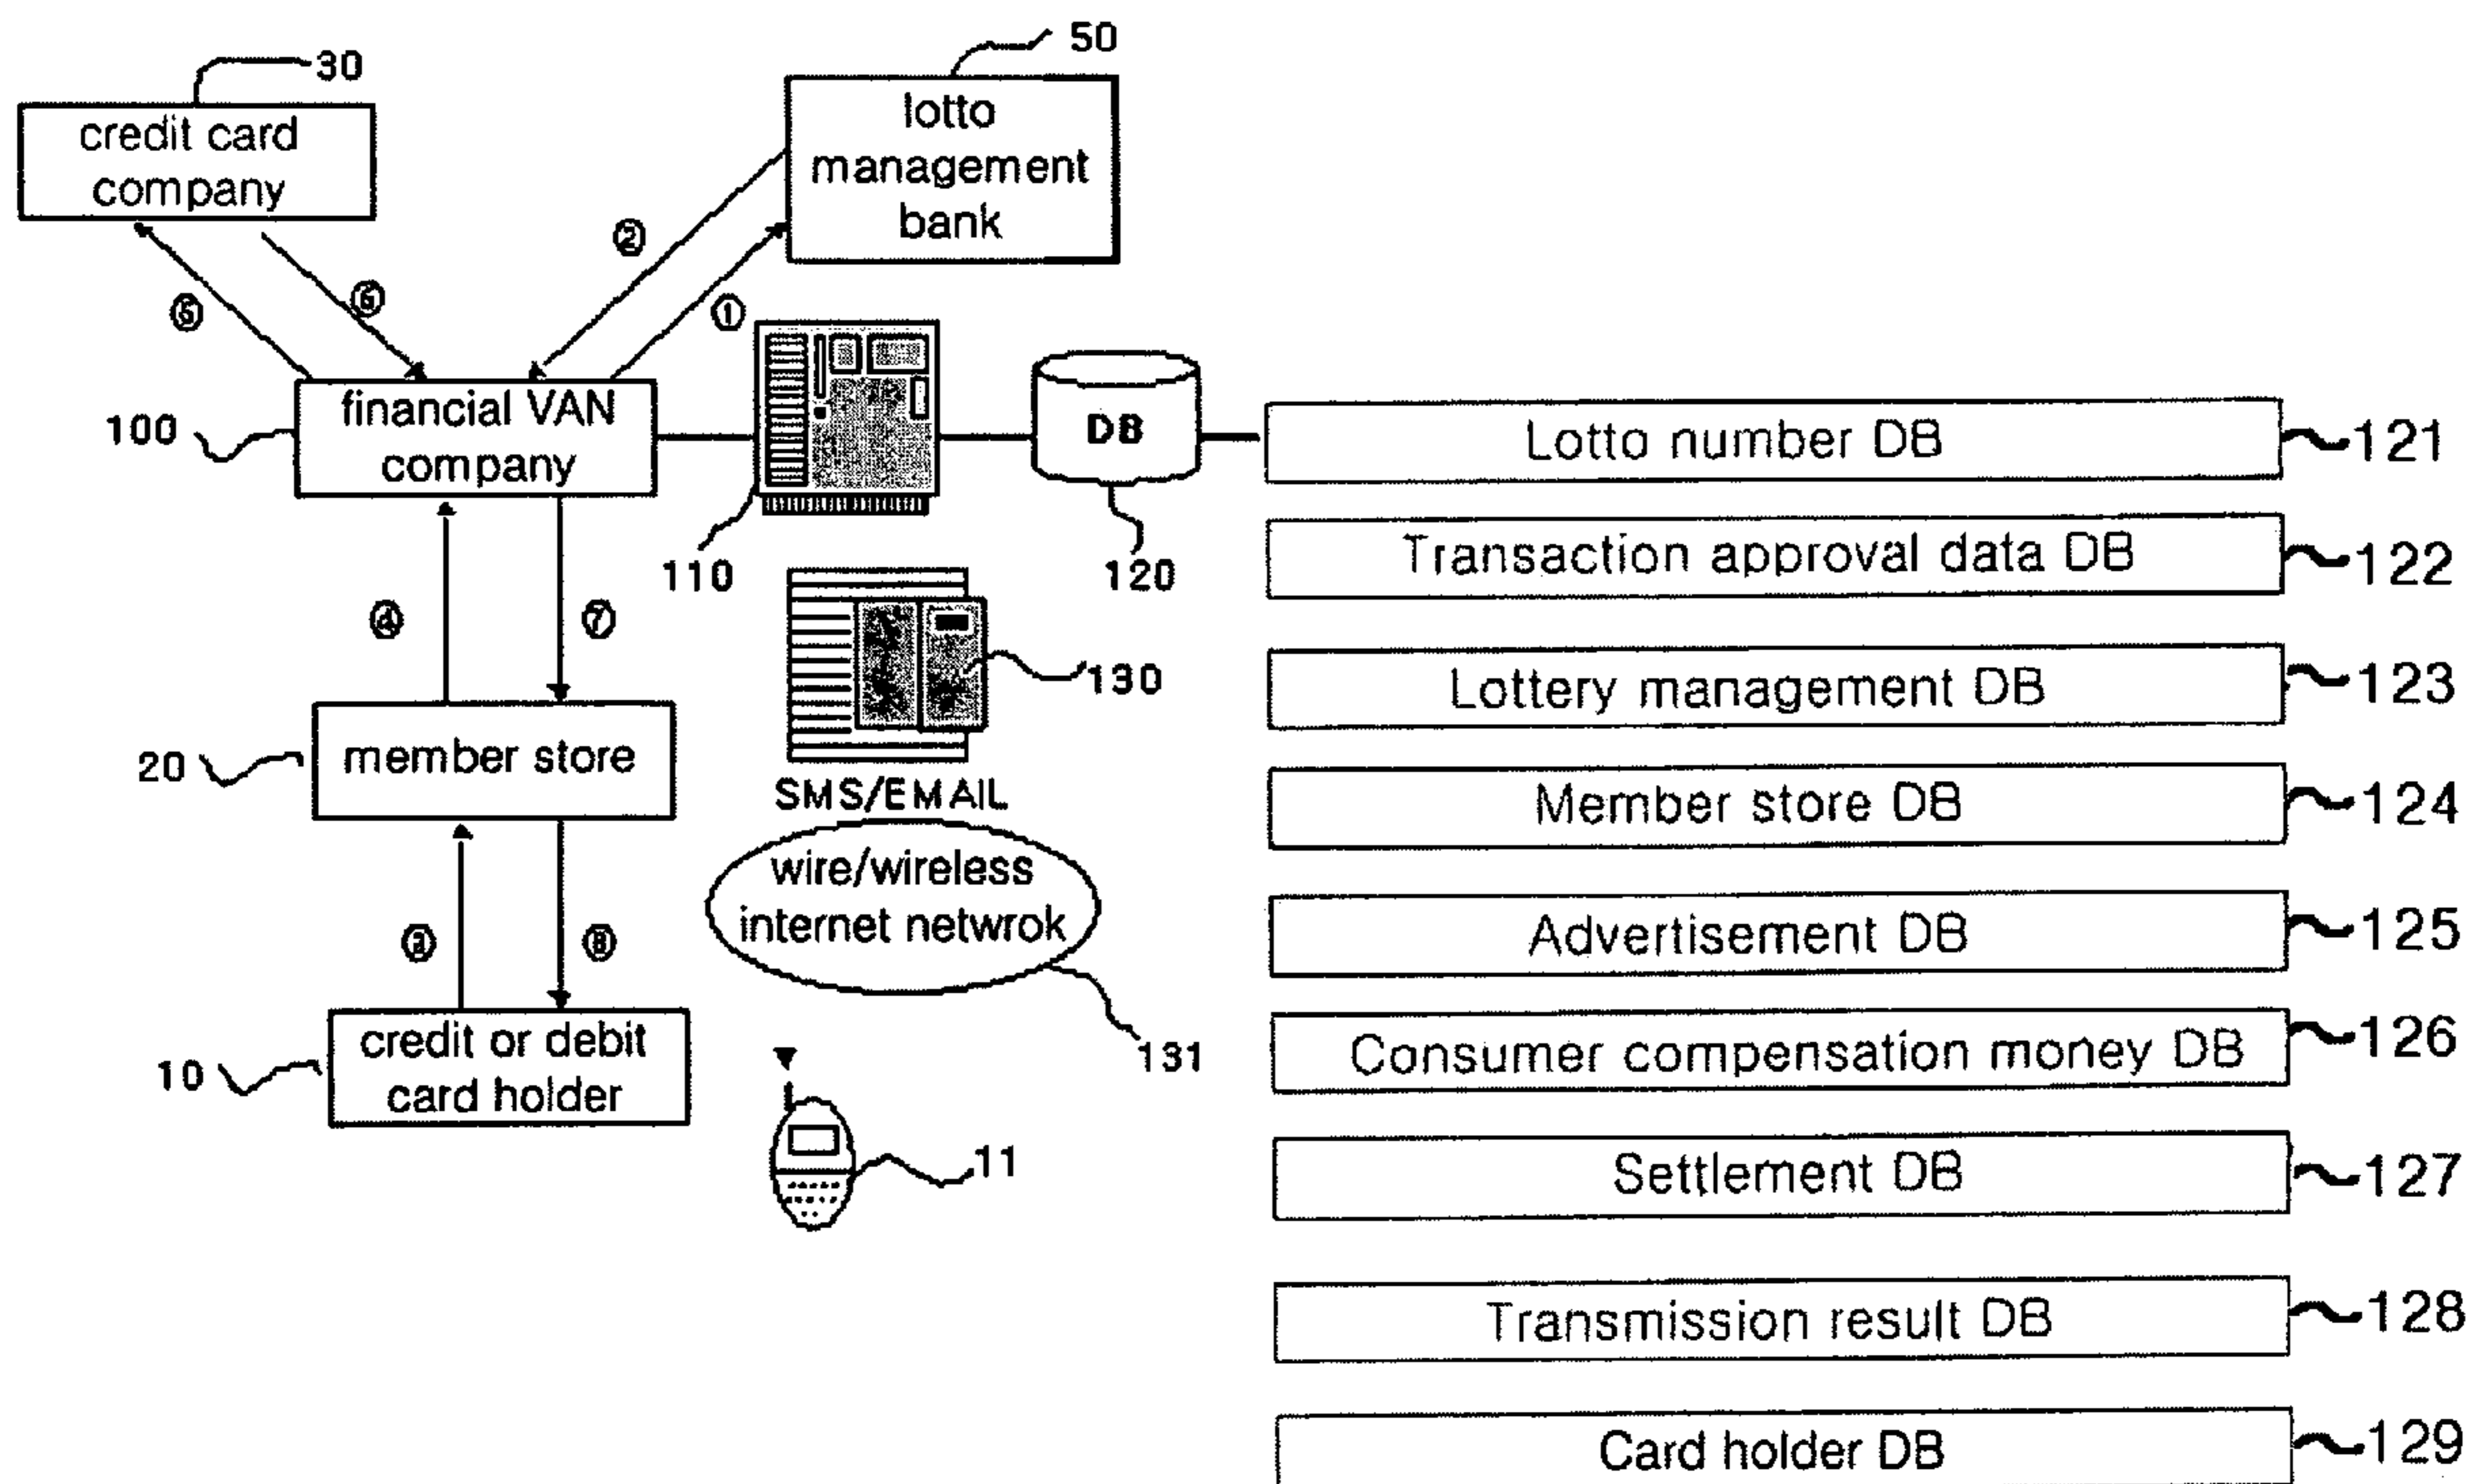 30
50
credit card
company
lotto
management
bank
②
①
⑤
⑥
100
financial VAN
company
DB
110
120
④
⑦
130
20
member store
SMS/EMAIL
wire/wireless
internet netwrok
131
③
⑧
10
credit or debit
card holder
11
Lotto number DB 121
Transaction approval data DB 122
Lottery management DB 123
Member store DB 124
Advertisement DB 125
Consumer compensation money DB 126
Settlement DB 127
Transmission result DB 128
Card holder DB 129